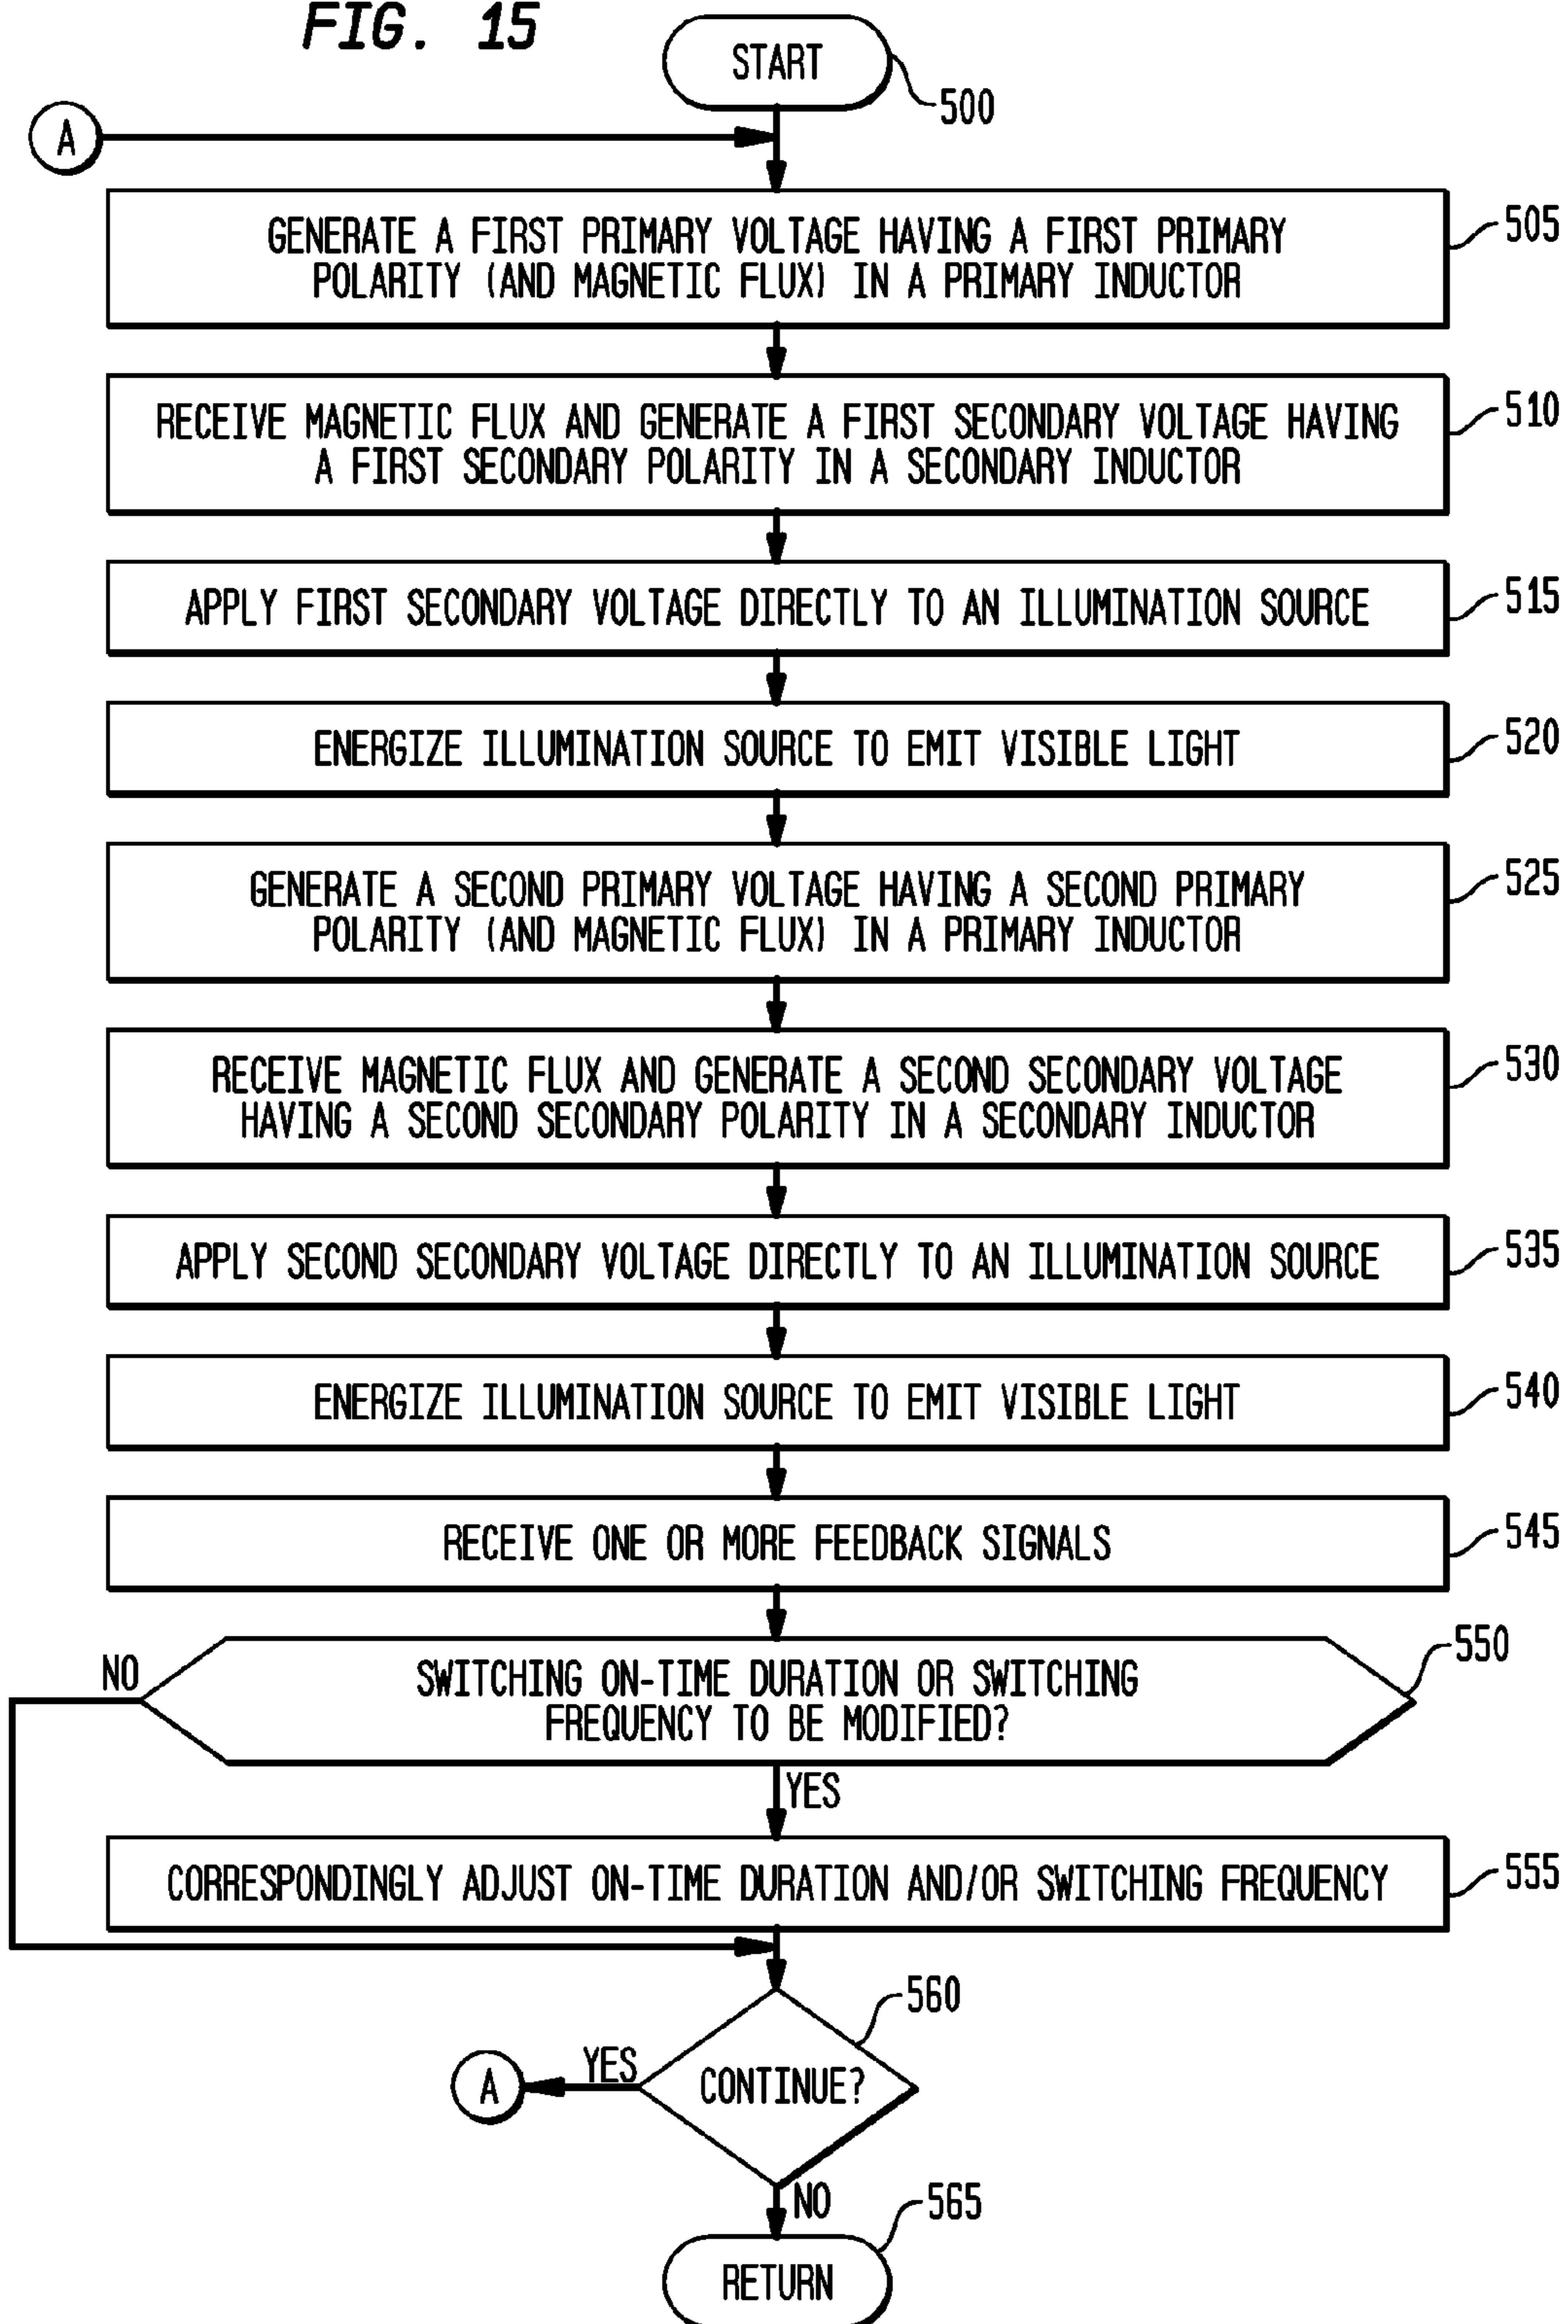 FIG. 15
START
500
A
GENERATE A FIRST PRIMARY VOLTAGE HAVING A FIRST PRIMARY
POLARITY (AND MAGNETIC FLUX) IN A PRIMARY INDUCTOR
505
RECEIVE MAGNETIC FLUX AND GENERATE A FIRST SECONDARY VOLTAGE HAVING
A FIRST SECONDARY POLARITY IN A SECONDARY INDUCTOR
510
APPLY FIRST SECONDARY VOLTAGE DIRECTLY TO AN ILLUMINATION SOURCE
515
ENERGIZE ILLUMINATION SOURCE TO EMIT VISIBLE LIGHT
520
GENERATE A SECOND PRIMARY VOLTAGE HAVING A SECOND PRIMARY
POLARITY (AND MAGNETIC FLUX) IN A PRIMARY INDUCTOR
525
RECEIVE MAGNETIC FLUX AND GENERATE A SECOND SECONDARY VOLTAGE
HAVING A SECOND SECONDARY POLARITY IN A SECONDARY INDUCTOR
530
APPLY SECOND SECONDARY VOLTAGE DIRECTLY TO AN ILLUMINATION SOURCE
535
ENERGIZE ILLUMINATION SOURCE TO EMIT VISIBLE LIGHT
540
RECEIVE ONE OR MORE FEEDBACK SIGNALS
545
NO
SWITCHING ON-TIME DURATION OR SWITCHING
FREQUENCY TO BE MODIFIED?
550
YES
CORRESPONDINGLY ADJUST ON-TIME DURATION AND/OR SWITCHING FREQUENCY
555
560
A
YES
CONTINUE?
NO
565
RETURN